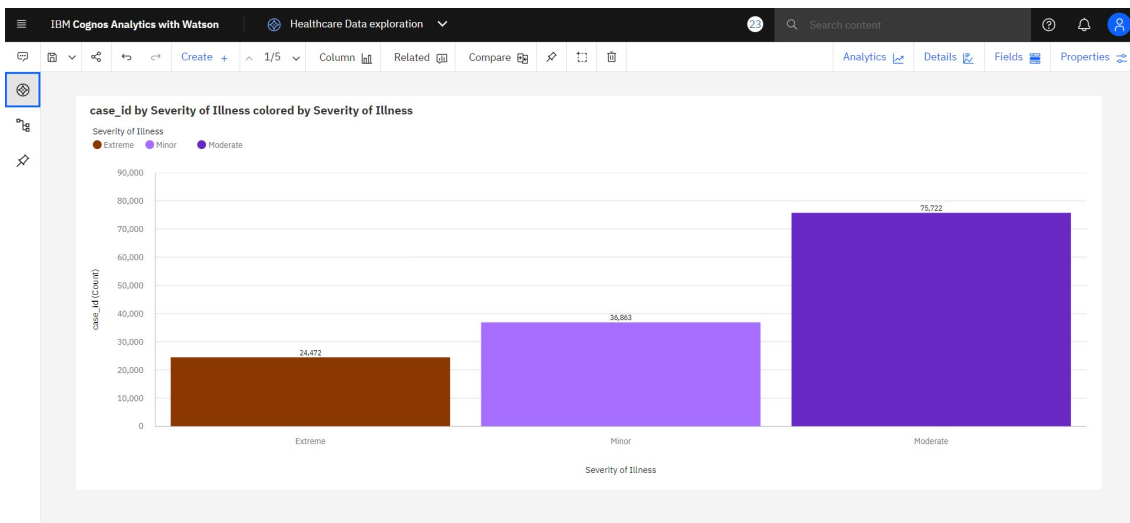 IBM Cognos Analytics with Watson
Healthcare Data exploration
23
Search content
Create +
1/5
Column
Related
Compare
Analytics
Details
Fields
Properties
case_id by Severity of Illness colored by Severity of Illness
Severity of Illness
Extreme Minor Moderate
90,000
80,000
75,722
70,000
60,000
50,000
case_id (Count)
40,000
36,863
30,000
24,472
20,000
10,000
0
Extreme Minor Moderate
Severity of Illness